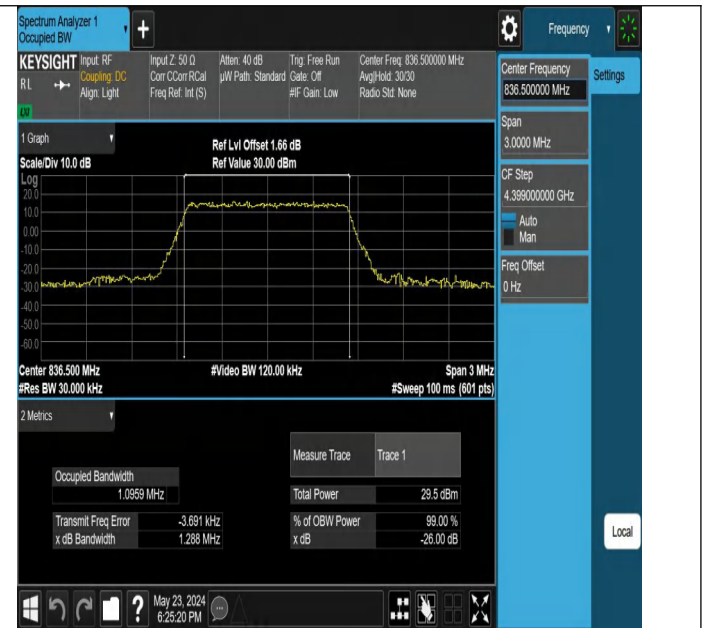 Spectrum Analyzer 1
Occupied BW
+
Frequency
KEYSIGHT
RL
LXI
Input: RF
Coupling: DC
Align: Light
Input Z: 50 Ω
Corr CCorr RCal
Freq Ref: Int (S)
Atten: 40 dB
µW Path: Standard
Trig: Free Run
Gate: Off
#IF Gain: Low
Center Freq: 836.500000 MHz
Avg|Hold: 30/30
Radio Std: None
Center Frequency
836.500000 MHz
Settings
Span
3.0000 MHz
CF Step
4.399000000 GHz
Auto
Man
Freq Offset
0 Hz
1 Graph
Scale/Div 10.0 dB
Ref Lvl Offset 1.66 dB
Ref Value 30.00 dBm
Log
20.0
10.0
0.00
-10.0
-20.0
-30.0
-40.0
-50.0
-60.0
Center 836.500 MHz
#Video BW 120.00 kHz
Span 3 MHz
#Res BW 30.000 kHz
#Sweep 100 ms (601 pts)
2 Metrics
Measure Trace
Trace 1
Occupied Bandwidth
1.0959 MHz
Total Power
29.5 dBm
Transmit Freq Error
-3.691 kHz
% of OBW Power
99.00 %
x dB Bandwidth
1.288 MHz
x dB
-26.00 dB
Local
?
May 23, 2024
6:25:20 PM